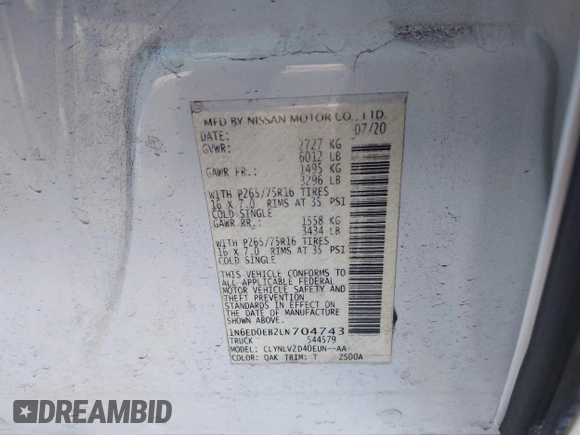 MFD BY NISSAN MOTOR CO., LTD.
DATE: 07/20
GVWR: 2727 KG
6012 LB
GAWR FR.: 1495 KG
3296 LB
WITH P265/75R16 TIRES
16 X 7.0 RIMS AT 35 PSI
COLD SINGLE
GAWR RR.: 1558 KG
3434 LB
WITH P265/75R16 TIRES
16 X 7.0 RIMS AT 35 PSI
COLD SINGLE
THIS VEHICLE CONFORMS TO
ALL APPLICABLE FEDERAL
MOTOR VEHICLE SAFETY AND
THEFT PREVENTION
STANDARDS IN EFFECT ON
THE DATE OF MANUFACTURE
SHOWN ABOVE.
1N6ED0EB2LN704743
TRUCK 544579
MODEL: CLYNLV2D40EUN--AA-
COLOR: QAK TRIM: T ZS00A
DREAMBID